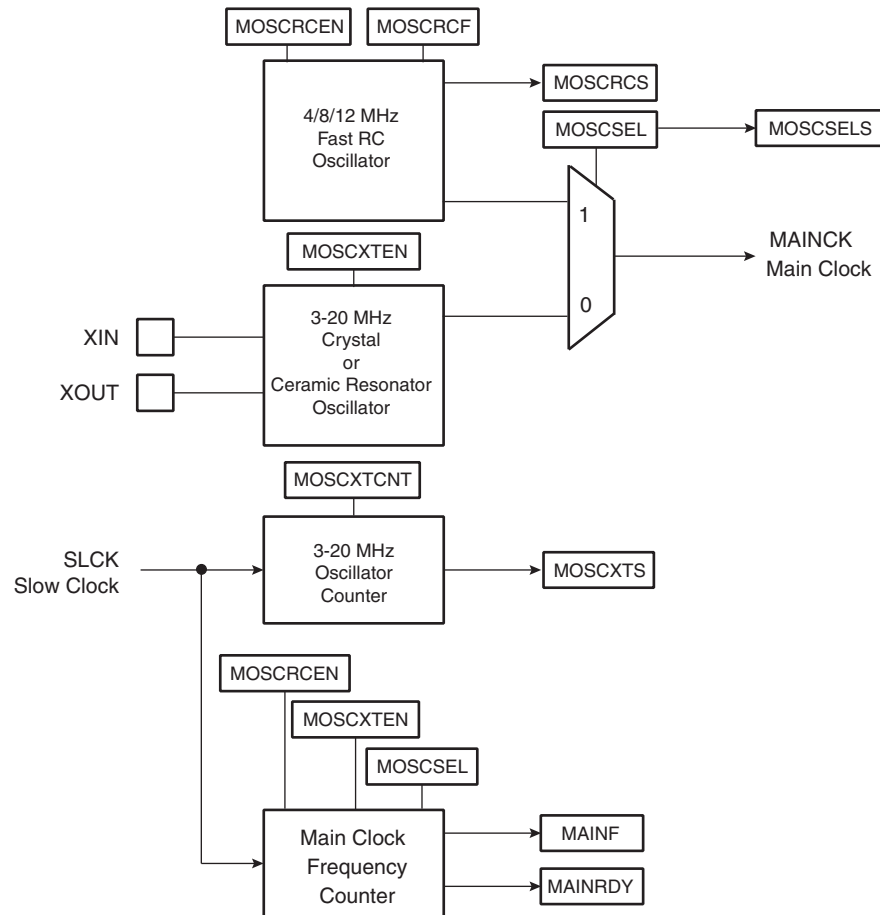 MOSCRCEN
MOSCRCF
4/8/12 MHz
Fast RC
Oscillator
MOSCRCS
MOSCSEL
MOSCSELS
1
0
MAINCK
Main Clock
MOSCXTEN
XIN
XOUT
3-20 MHz
Crystal
or
Ceramic Resonator
Oscillator
MOSCXTCNT
SLCK
Slow Clock
3-20 MHz
Oscillator
Counter
MOSCXTS
MOSCRCEN
MOSCXTEN
MOSCSEL
Main Clock
Frequency
Counter
MAINF
MAINRDY